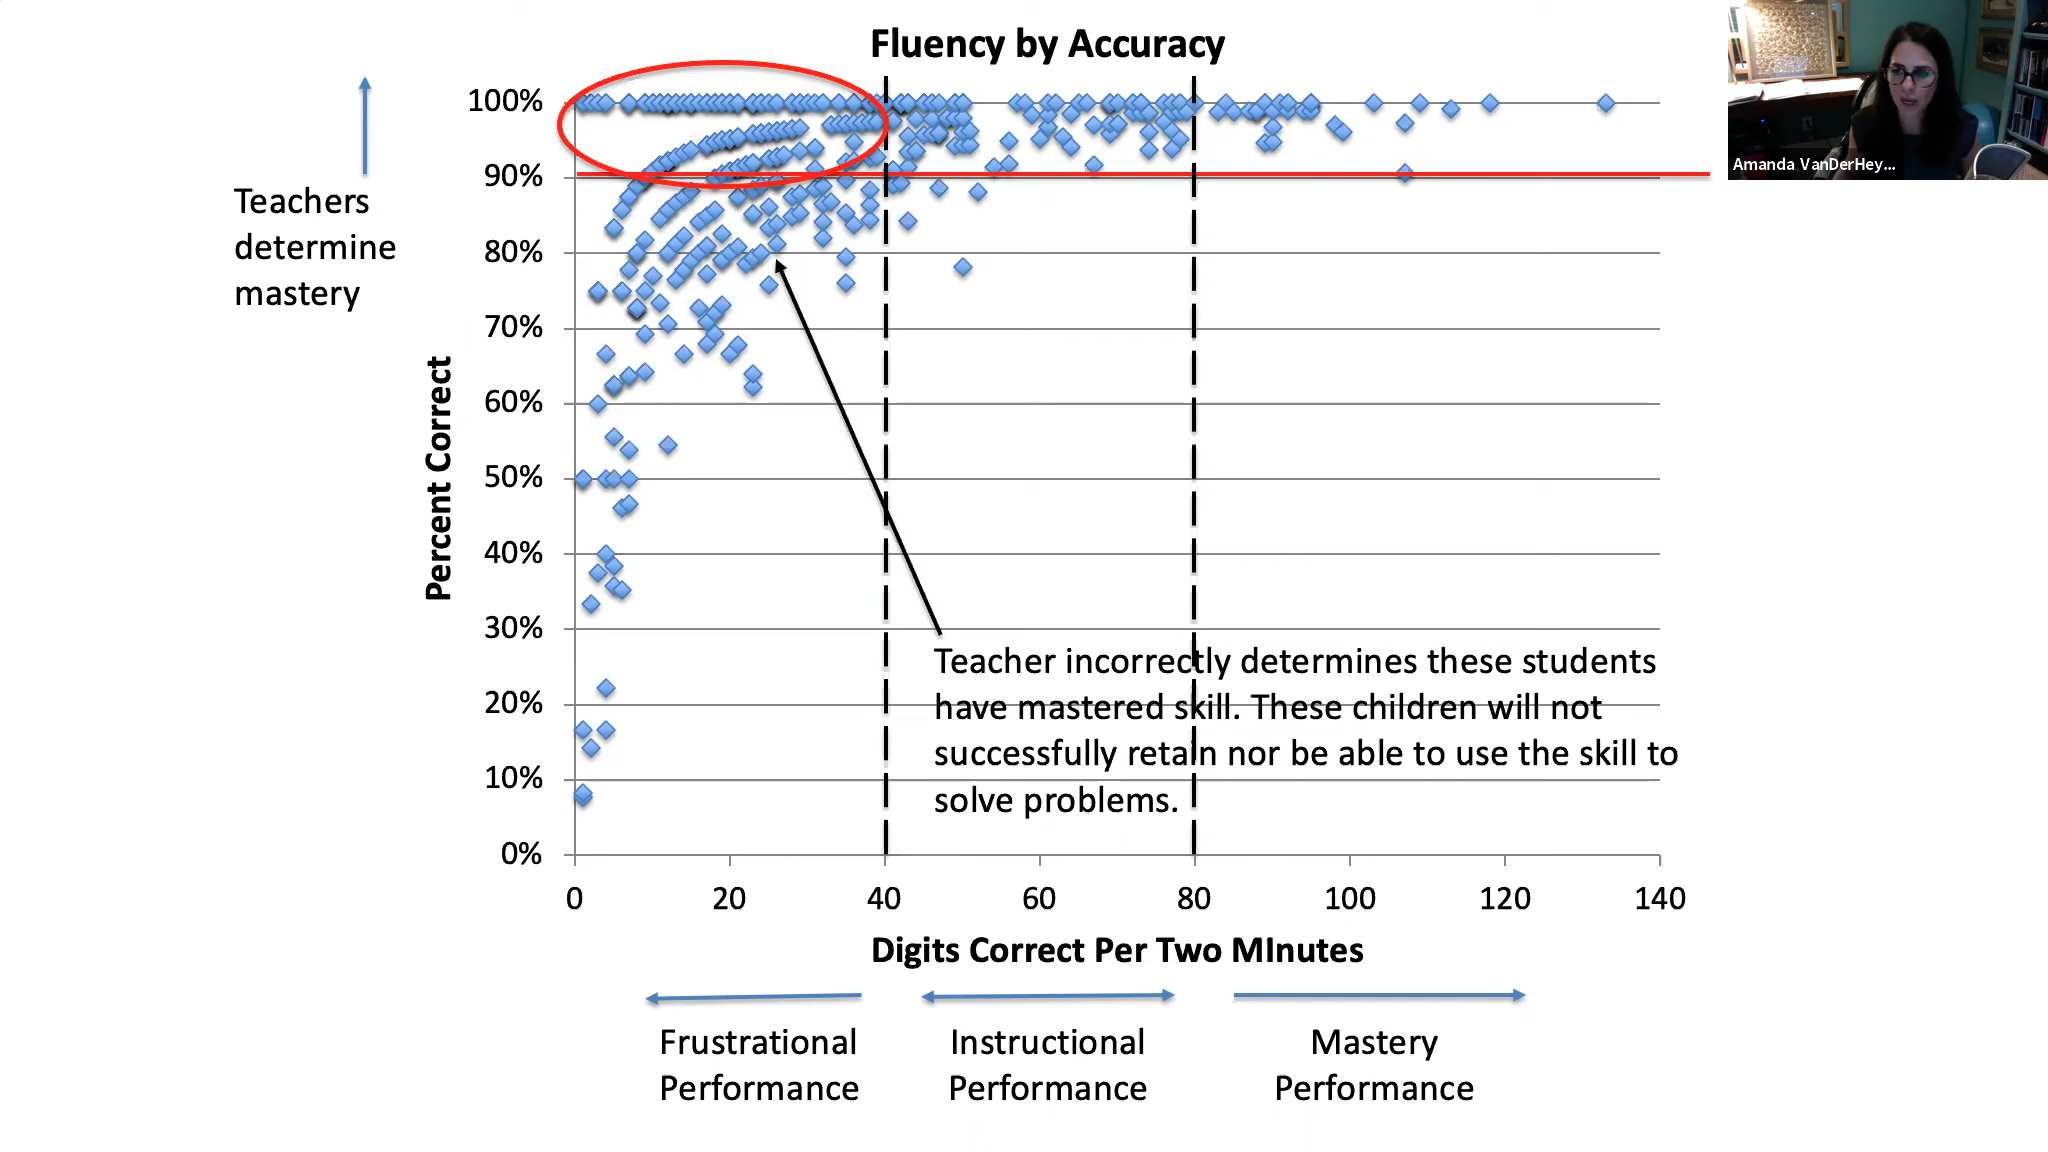 Fluency by Accuracy
Amanda VanDerHey...
Teachers
determine
mastery
Percent Correct
100%
90%
80%
70%
60%
50%
40%
30%
20%
10%
0%
Teacher incorrectly determines these students
have mastered skill. These children will not
successfully retain nor be able to use the skill to
solve problems.
0 20 40 60 80 100 120 140
Digits Correct Per Two MInutes
Frustrational
Performance
Instructional
Performance
Mastery
Performance